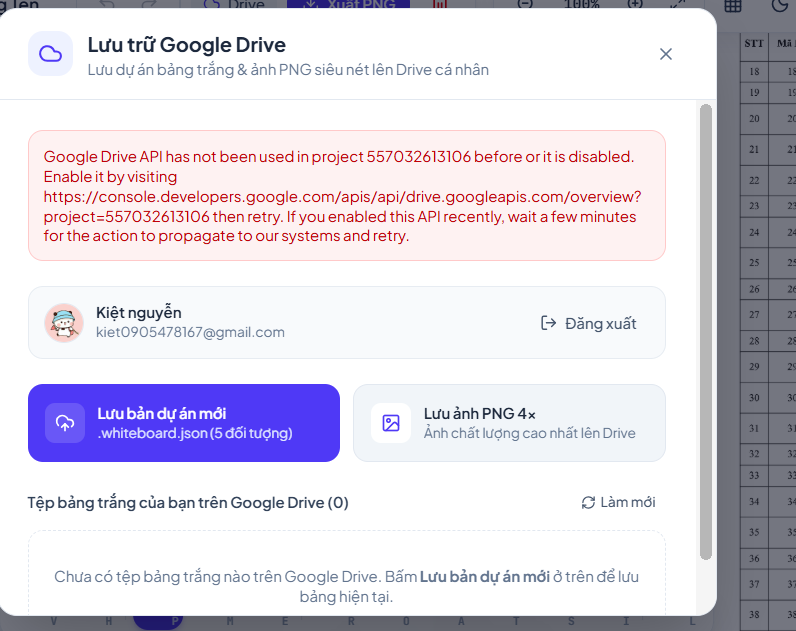 Drive
Xuất PNG
100%
Lưu trữ Google Drive
Lưu dự án bảng trắng & ảnh PNG siêu nét lên Drive cá nhân
Google Drive API has not been used in project 557032613106 before or it is disabled.
Enable it by visiting
https://console.developers.google.com/apis/api/drive.googleapis.com/overview?
project=557032613106 then retry. If you enabled this API recently, wait a few minutes
for the action to propagate to our systems and retry.
Kiệt nguyễn
kiet0905478167@gmail.com
Đăng xuất
Lưu bản dự án mới
.whiteboard.json (5 đối tượng)
Lưu ảnh PNG 4×
Ảnh chất lượng cao nhất lên Drive
Tệp bảng trắng của bạn trên Google Drive (0)
Làm mới
Chưa có tệp bảng trắng nào trên Google Drive. Bấm Lưu bản dự án mới ở trên để lưu
bảng hiện tại.
V H P M E R D A T S I L
STT Mã
18
19
20
21
22
23
24
25
26
27
28
29
30
31
32
33
34
35
36
37
38